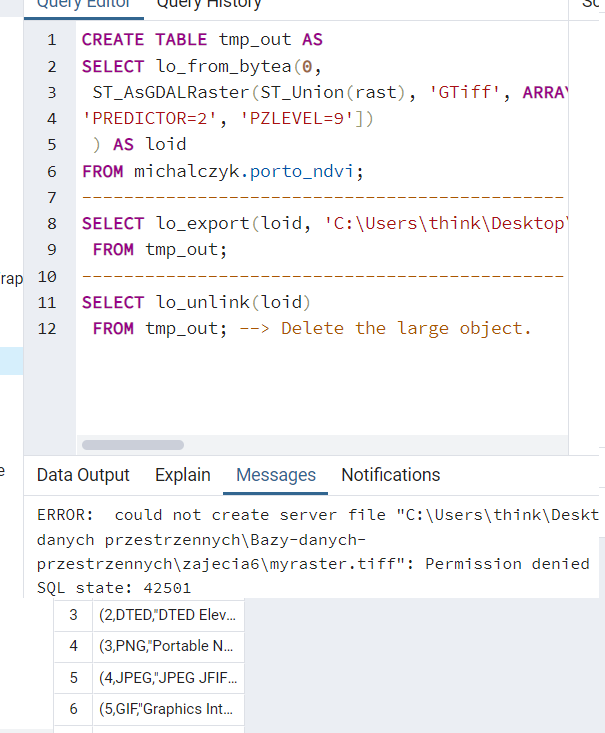 Query Editor Query History Sc
1 CREATE TABLE tmp_out AS
2 SELECT lo_from_bytea(0,
3 ST_AsGDALRaster(ST_Union(rast), 'GTiff', ARRAY
4 'PREDICTOR=2', 'PZLEVEL=9'])
5 ) AS loid
6 FROM michalczyk.porto_ndvi;
7 ----------------------------------------------
8 SELECT lo_export(loid, 'C:\Users\think\Desktop\
9 FROM tmp_out;
rap 10 ----------------------------------------------
11 SELECT lo_unlink(loid)
12 FROM tmp_out; --> Delete the large object.
e
Data Output Explain Messages Notifications
ERROR: could not create server file "C:\Users\think\Deskt
danych przestrzennych\Bazy-danych-
przestrzennych\zajecia6\myraster.tiff": Permission denied
SQL state: 42501
3 (2,DTED,"DTED Elev...
4 (3,PNG,"Portable N...
5 (4,JPEG,"JPEG JFIF...
6 (5,GIF,"Graphics Int...